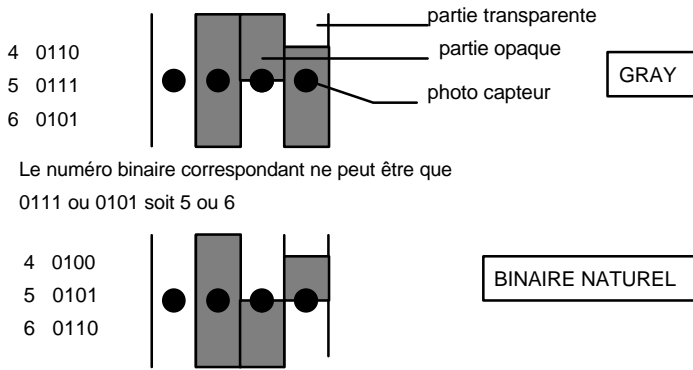 partie transparente
4 0110
partie opaque
5 0111
GRAY
photo capteur
6 0101
Le numéro binaire correspondant ne peut être que
0111 ou 0101 soit 5 ou 6
4 0100
5 0101
BINAIRE NATUREL
6 0110